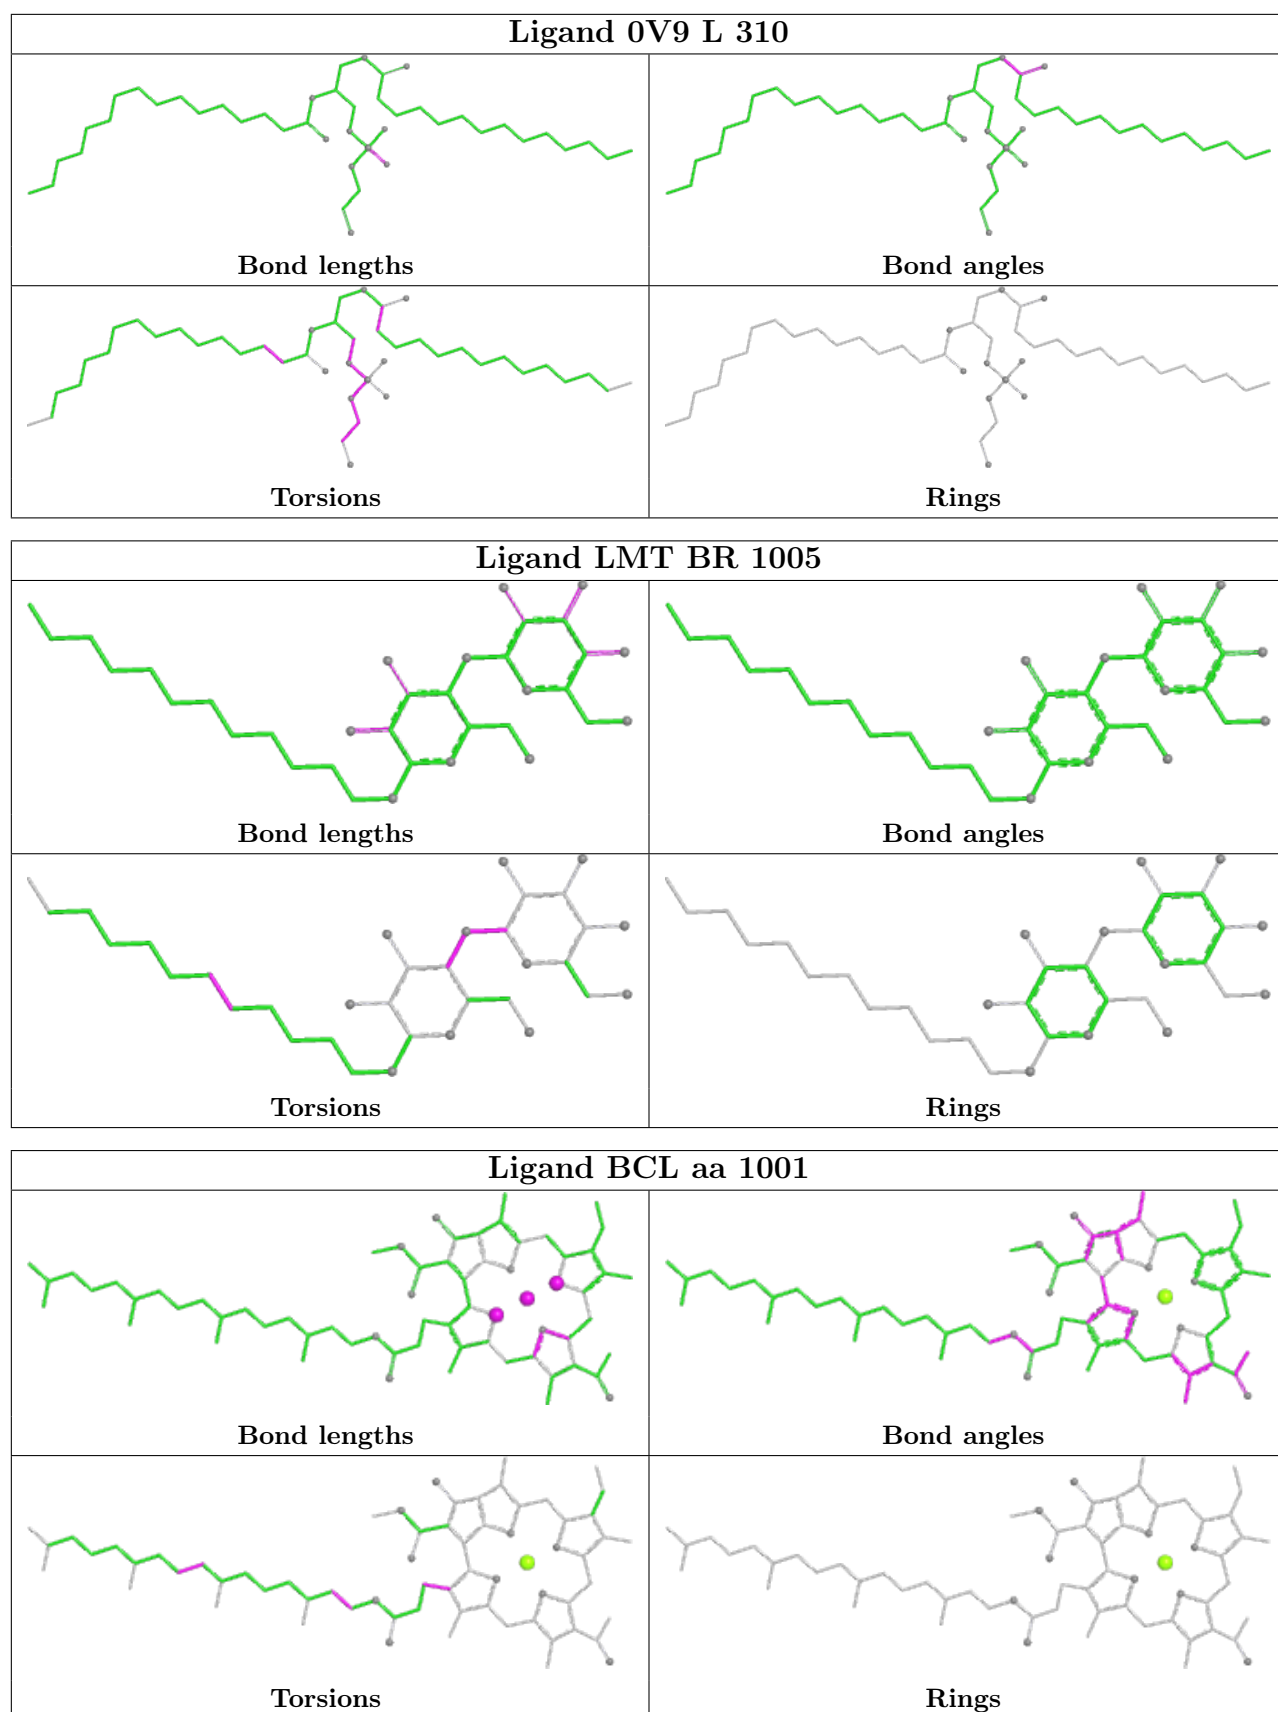 Ligand 0V9 L 310
Bond lengths
Bond angles
Torsions
Rings
Ligand LMT BR 1005
Bond lengths
Bond angles
Torsions
Rings
Ligand BCL aa 1001
Bond lengths
Bond angles
Torsions
Rings